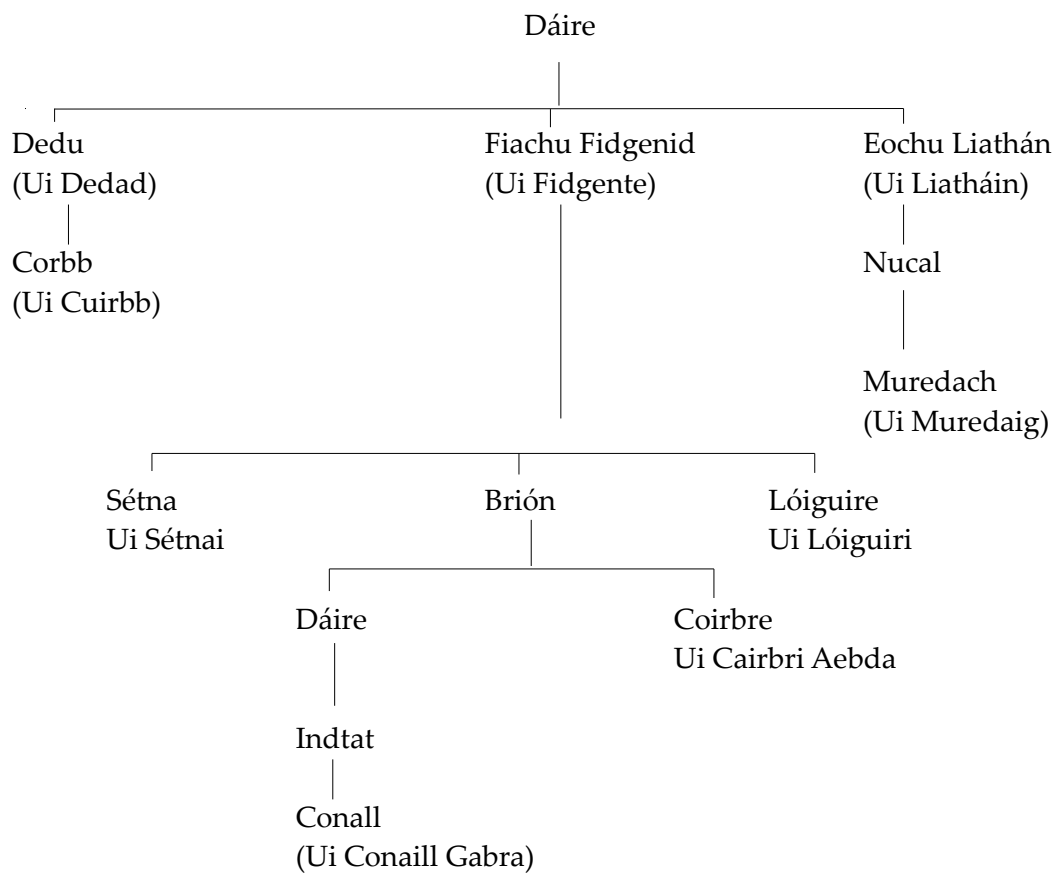 Dáire
Dedu
(Ui Dedad)
Fiachu Fidgenid
(Ui Fidgente)
Eochu Liathán
(Ui Liatháin)
Corbb
(Ui Cuirbb)
Nucal
Muredach
(Ui Muredaig)
Sétna
Ui Sétnai
Brión
Lóiguire
Ui Lóiguiri
Dáire
Coirbre
Ui Cairbri Aebda
Indtat
Conall
(Ui Conaill Gabra)